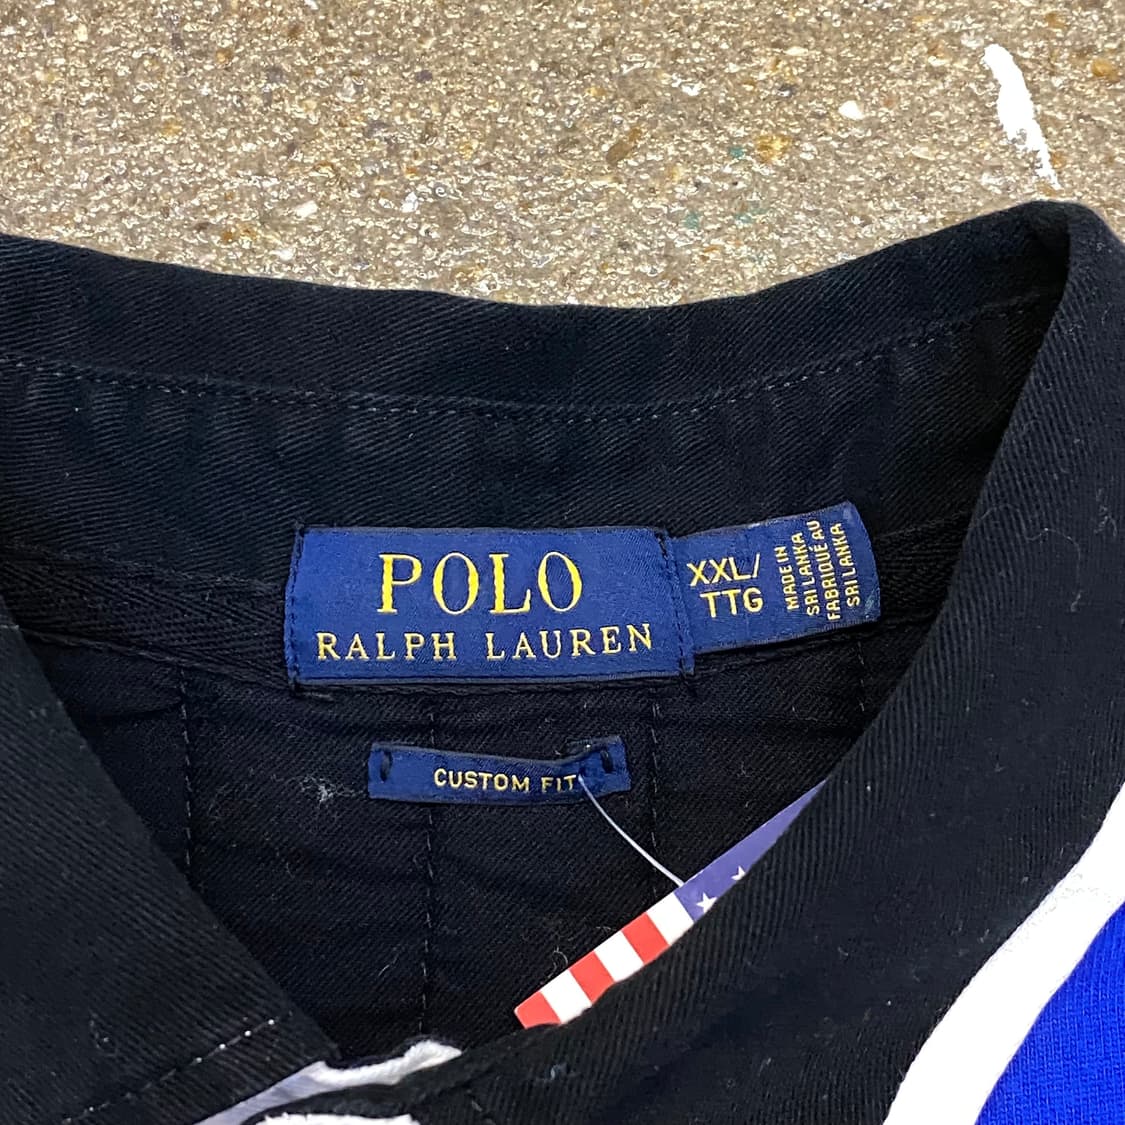 POLO
RALPH LAUREN
XXL/
TTG
MADE IN
SRI LANKA
FABRIQUÉ AU
SRI LANKA
CUSTOM FIT